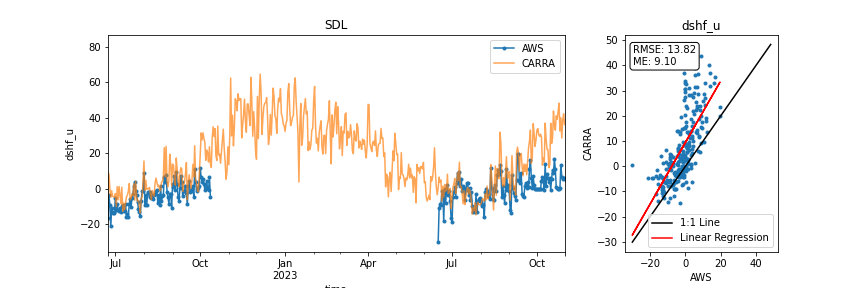 SDL
dshf_u
80
60
40
20
0
−20
Jul
Oct
Jan
2023
Apr
Jul
Oct
time
AWS
CARRA
dshf_u
CARRA
50
40
30
20
10
0
−10
−20
−30
RMSE: 13.82
ME: 9.10
1:1 Line
Linear Regression
−20
0
20
40
AWS